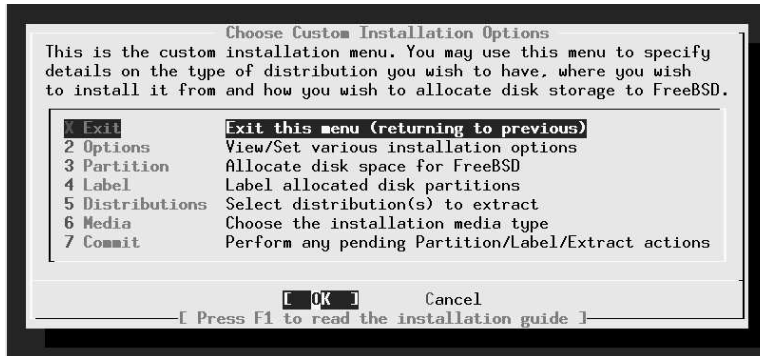 Choose Custom Installation Options
This is the custom installation menu. You may use this menu to specify
details on the type of distribution you wish to have, where you wish
to install it from and how you wish to allocate disk storage to FreeBSD.
X Exit Exit this menu (returning to previous)
2 Options View/Set various installation options
3 Partition Allocate disk space for FreeBSD
4 Label Label allocated disk partitions
5 Distributions Select distribution(s) to extract
6 Media Choose the installation media type
7 Commit Perform any pending Partition/Label/Extract actions
[ OK ] Cancel
[ Press F1 to read the installation guide ]